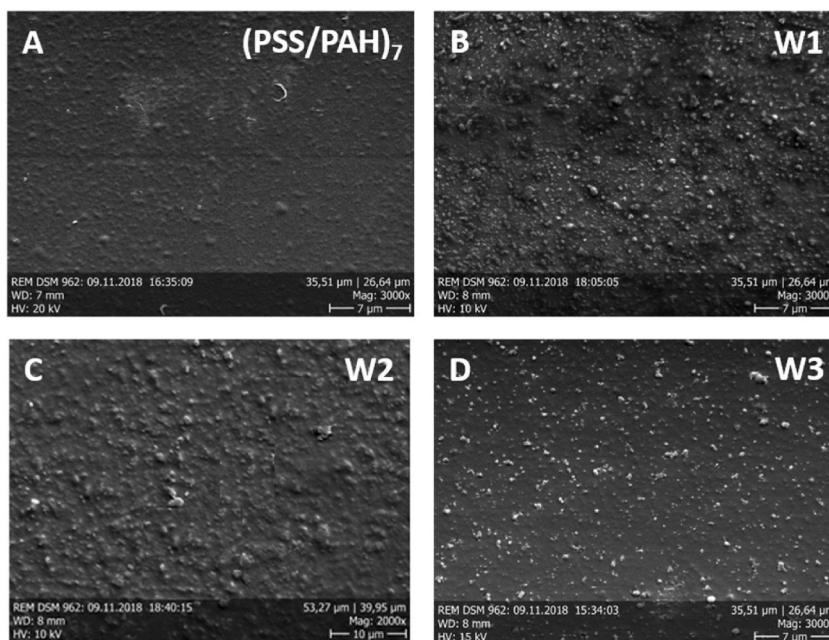 A (PSS/PAH)7
REM DSM 962: 09.11.2018 16:35:09 35,51 µm | 26,64 µm
WD: 7 mm Mag: 3000x
HV: 20 kV 7 µm
B W1
REM DSM 962: 09.11.2018 18:05:05 35,51 µm | 26,64 µm
WD: 8 mm Mag: 3000x
HV: 10 kV 7 µm
C W2
REM DSM 962: 09.11.2018 18:40:15 53,27 µm | 39,95 µm
WD: 8 mm Mag: 2000x
HV: 10 kV 10 µm
D W3
REM DSM 962: 09.11.2018 15:34:03 35,51 µm | 26,64 µm
WD: 8 mm Mag: 3000x
HV: 15 kV 7 µm